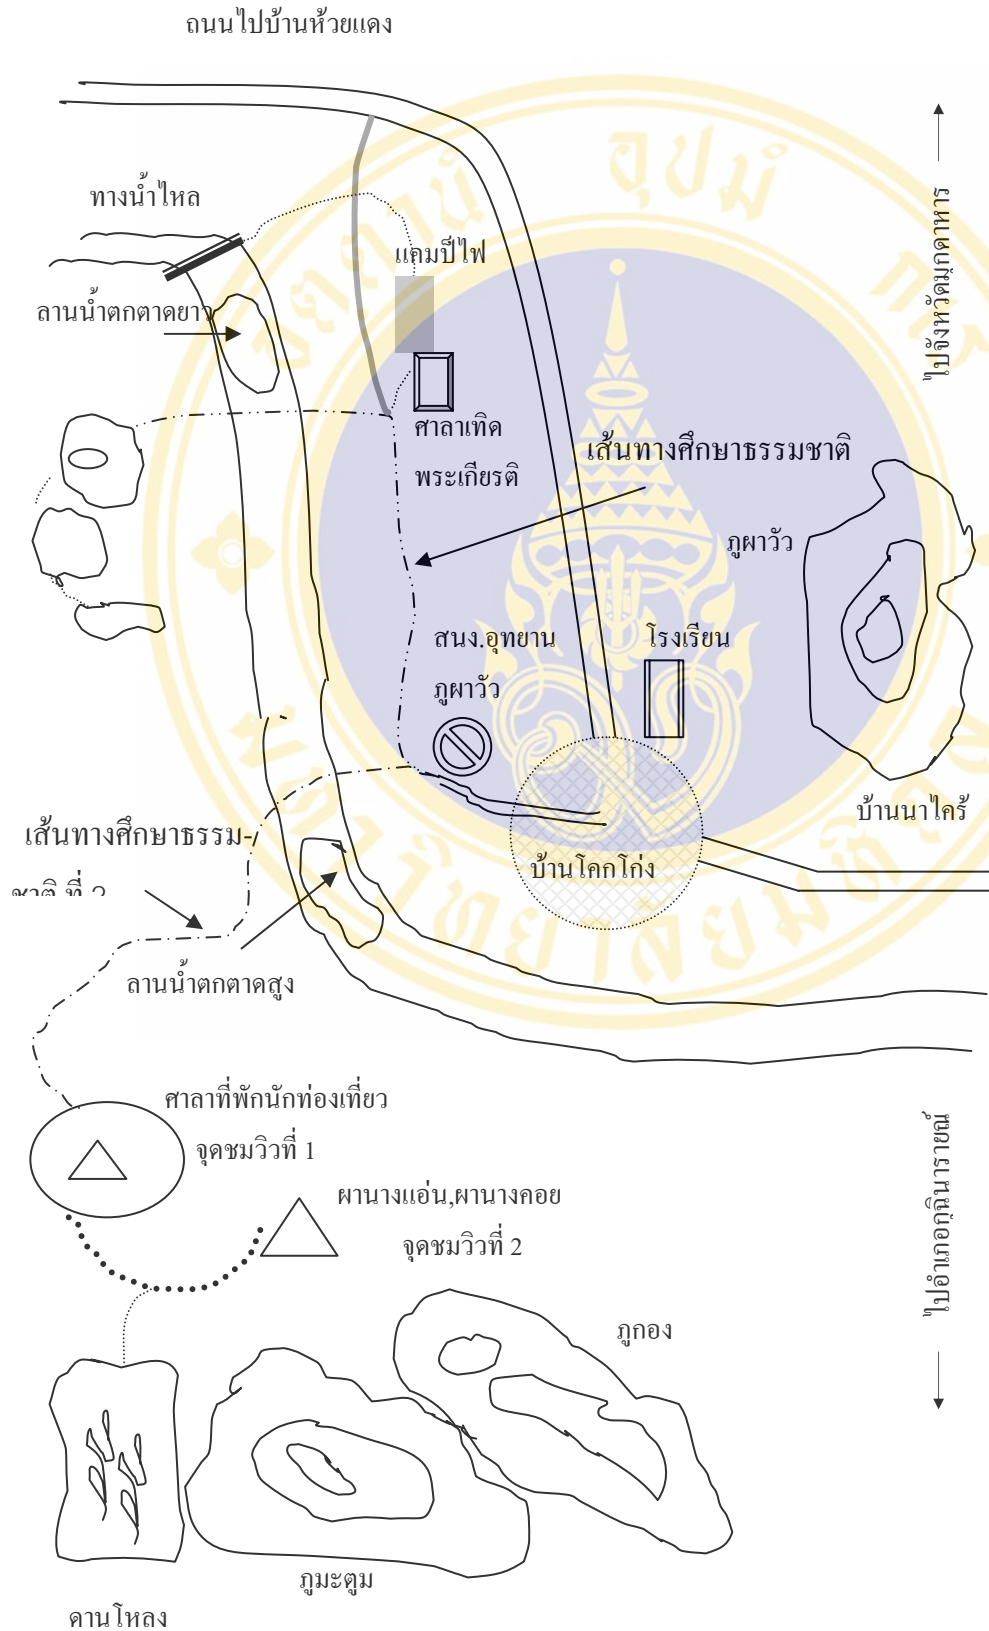 ถนนไปบ้านห้วยแดง
ทางน้ำไหล
แคมป์ไฟ
ไปจังหวัดมุกดาหาร
ลานน้ำตกตาดยาว
ศาลาเทิด
พระเกียรติ
เส้นทางศึกษาธรรมชาติ
ภูผาวัว
สนง.อุทยาน
ภูผาวัว
โรงเรียน
บ้านนาไคร้
เส้นทางศึกษาธรรม-
ชาติ ที่ 2
บ้านโคกโก่ง
ลานน้ำตกตาดสูง
ศาลาที่พักนักท่องเที่ยว
จุดชมวิวที่ 1
ผานางแอ่น,ผานางคอย
จุดชมวิวที่ 2
ไปอำเภอกุฉินารายณ์
ภูกอง
ภูมะตูม
ดานโหลง